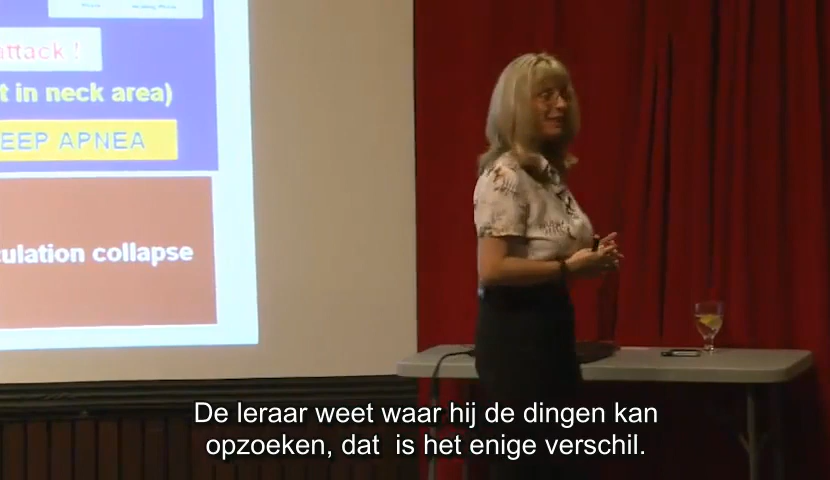 attack !
t in neck area)
EEP APNEA
culation collapse
De leraar weet waar hij de dingen kan
opzoeken, dat  is het enige verschil.